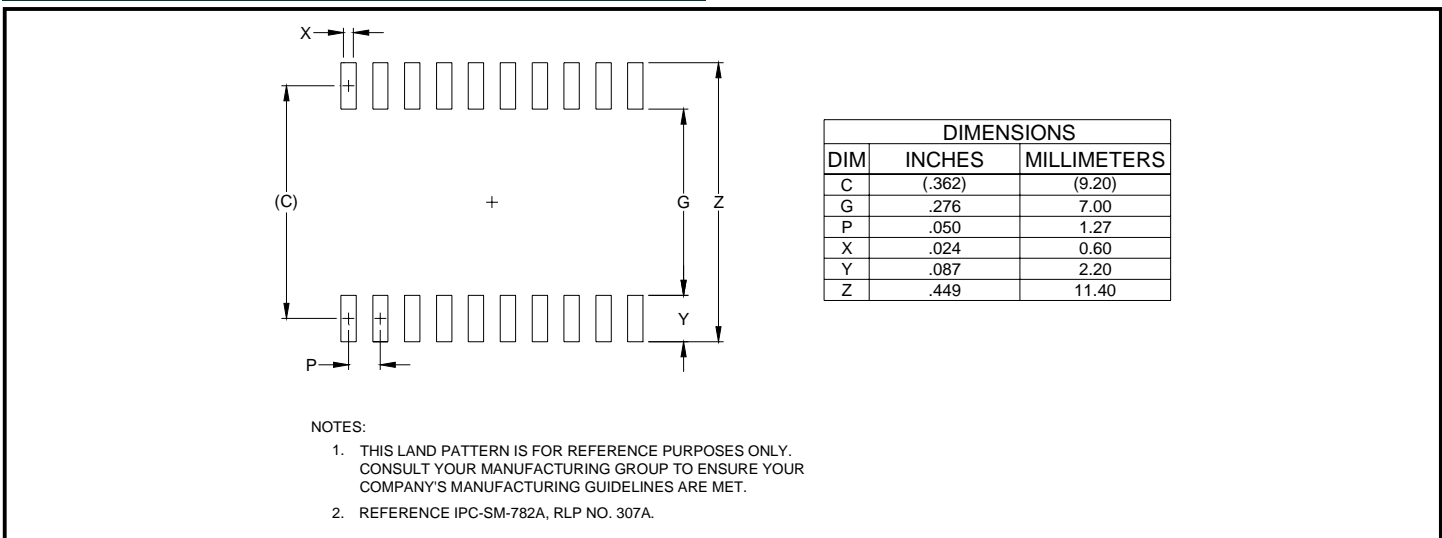 X
(C)
G
Z
Y
P
DIMENSIONS
DIM INCHES MILLIMETERS
C (.362) (9.20)
G .276 7.00
P .050 1.27
X .024 0.60
Y .087 2.20
Z .449 11.40
NOTES:
1. THIS LAND PATTERN IS FOR REFERENCE PURPOSES ONLY.
CONSULT YOUR MANUFACTURING GROUP TO ENSURE YOUR
COMPANY'S MANUFACTURING GUIDELINES ARE MET.
2. REFERENCE IPC-SM-782A, RLP NO. 307A.